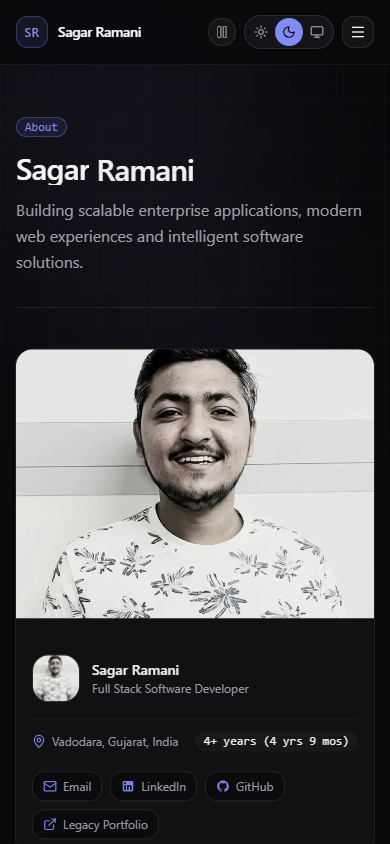 SR
Sagar Ramani
About
Sagar Ramani
Building scalable enterprise applications, modern
web experiences and intelligent software
solutions.
Sagar Ramani
Full Stack Software Developer
Vadodara, Gujarat, India
4+ years (4 yrs 9 mos)
Email
LinkedIn
GitHub
Legacy Portfolio